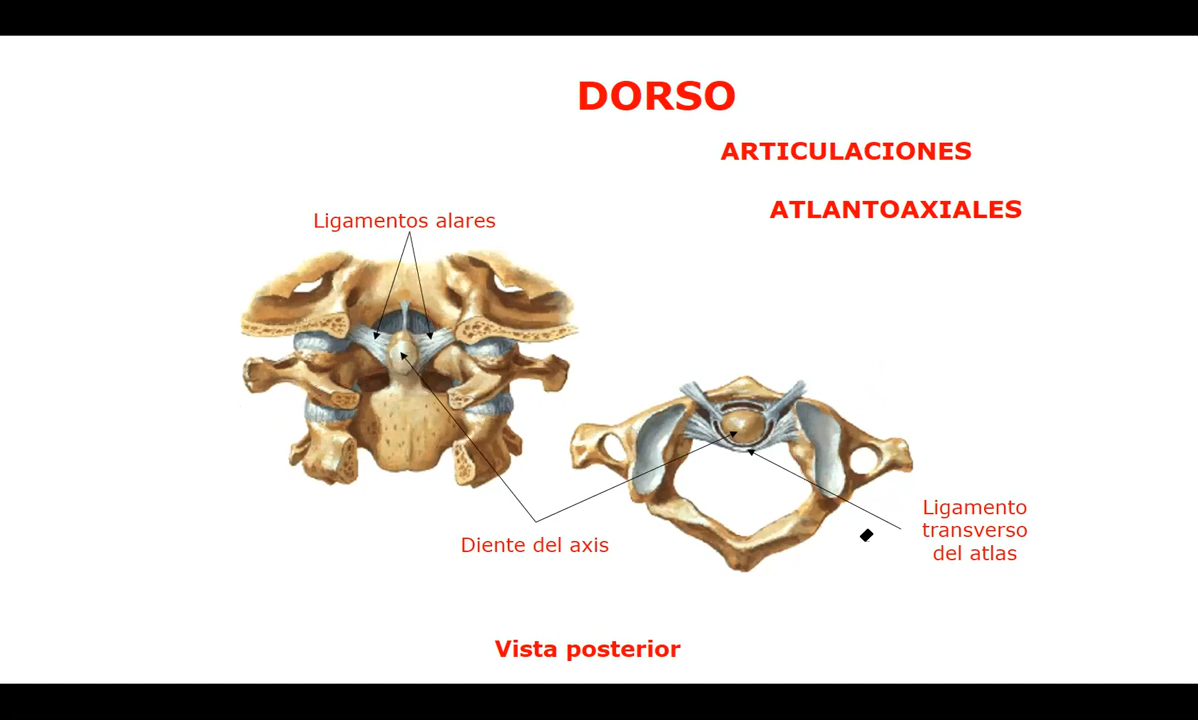 DORSO
ARTICULACIONES
ATLANTOAXIALES
Ligamentos alares
Diente del axis
Ligamento
transverso
del atlas
Vista posterior